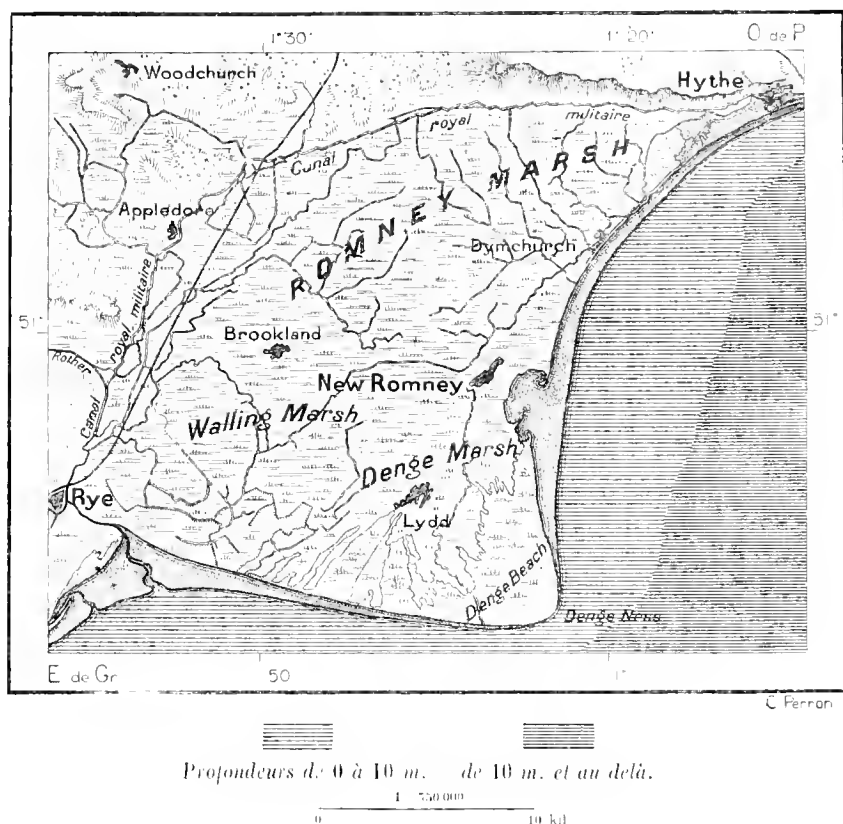 1°30' 1°20' O de P
Woodchurch
Hythe
Canal royal militaire
ROMNEY MARSH
Appledore
Dymchurch
royal militaire
51° 51°
Brookland
Rother
New Romney
Canal
Walling Marsh
Denge Marsh
Rye
Lydd
Denge Beach
Denge Ness
E de Gr 50 1°
C Perron
Profondeurs de 0 à 10 m. de 10 m. et au delà.
0 10 kil